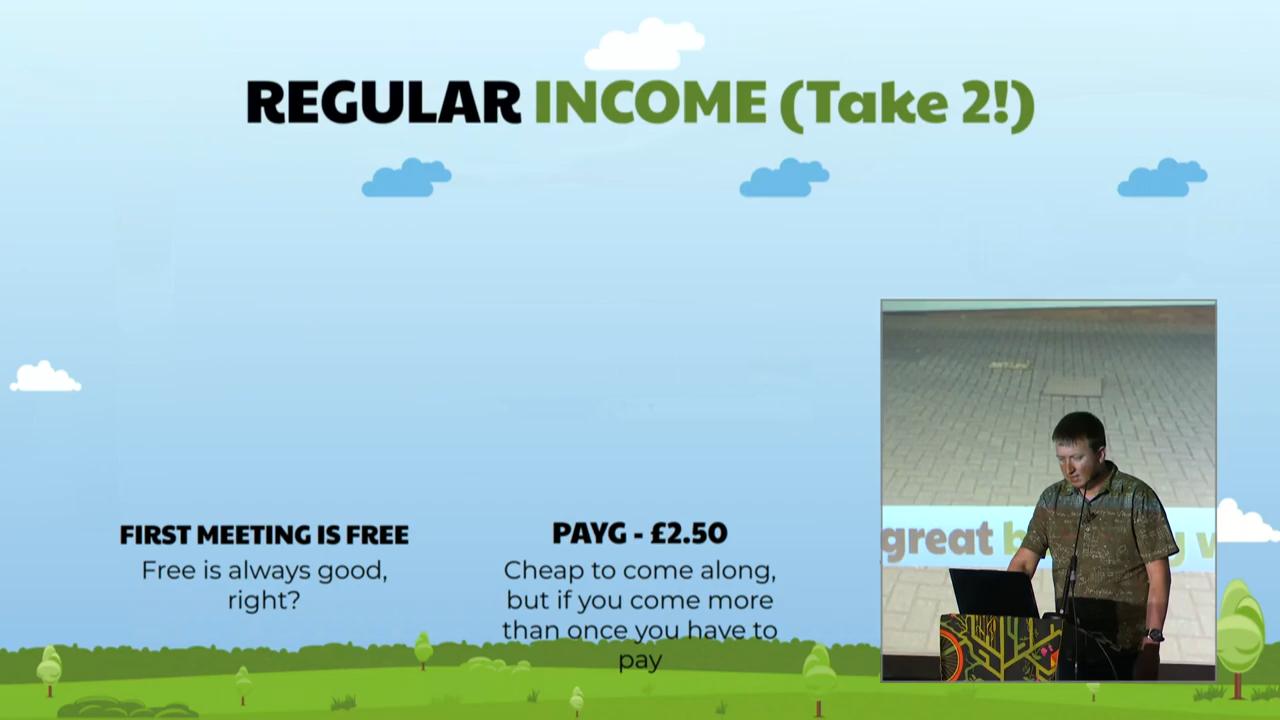 REGULAR INCOME (Take 2!)
FIRST MEETING IS FREE
Free is always good,
right?
PAYG - £2.50
Cheap to come along,
but if you come more
than once you have to
pay
great